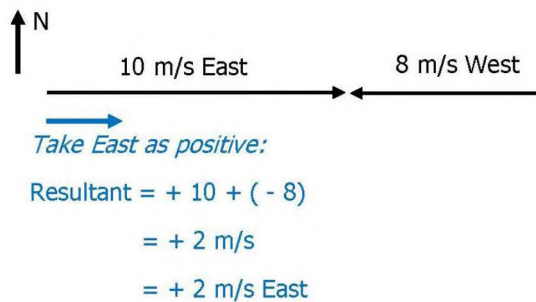 N
10 m/s East
8 m/s West
Take East as positive:
Resultant = + 10 + ( - 8)
= + 2 m/s
= + 2 m/s East